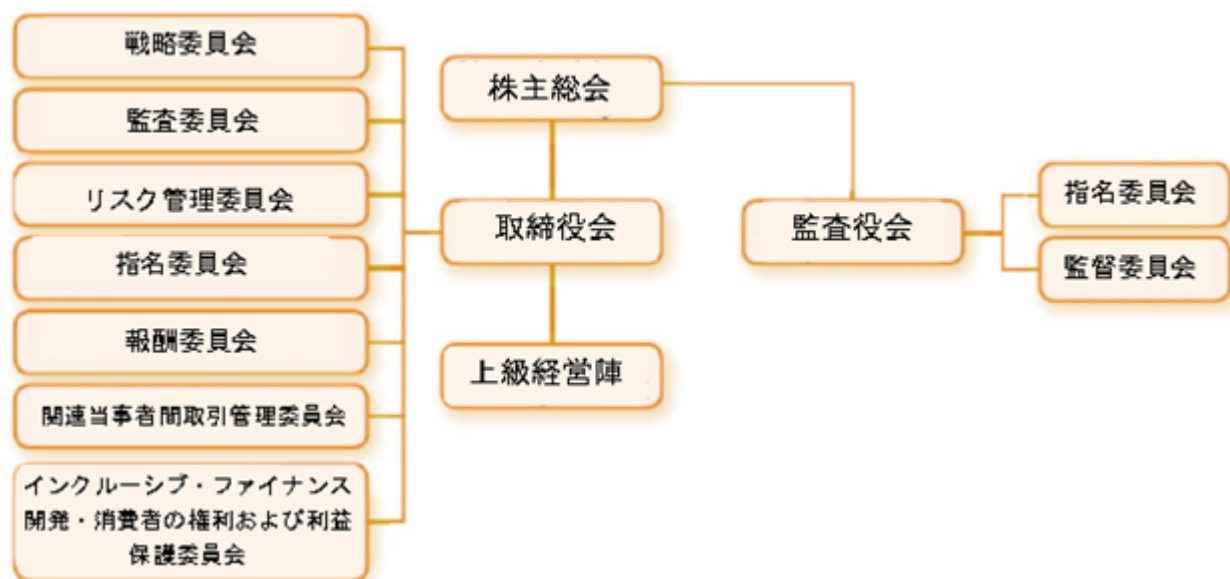 戦略委員会
監査委員会
リスク管理委員会
指名委員会
報酬委員会
関連当事者間取引管理委員会
インクルーシブ・ファイナンス
開発・消費者の権利および利益
保護委員会
株主総会
取締役会
上級経営陣
監査役会
指名委員会
監督委員会